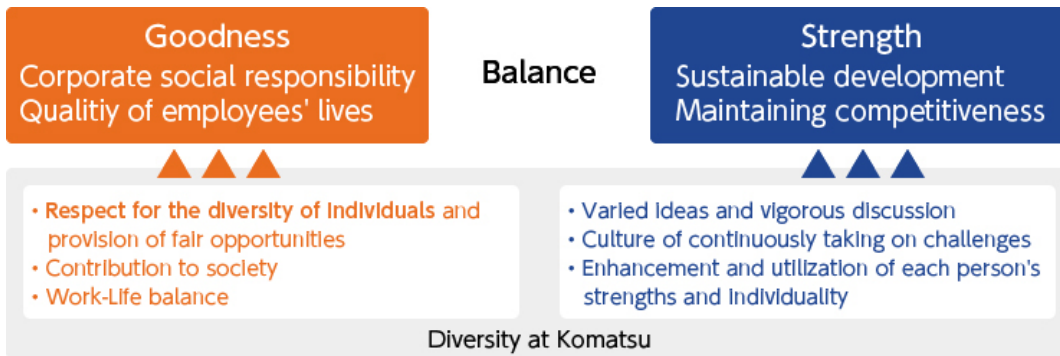 Goodness
Corporate social responsibility
Qualitiy of employees' lives
Balance
Strength
Sustainable development
Maintaining competitiveness
• Respect for the diversity of individuals and
provision of fair opportunities
• Contribution to society
• Work-Life balance
• Varied ideas and vigorous discussion
• Culture of continuously taking on challenges
• Enhancement and utilization of each person's
strengths and individuality
Diversity at Komatsu